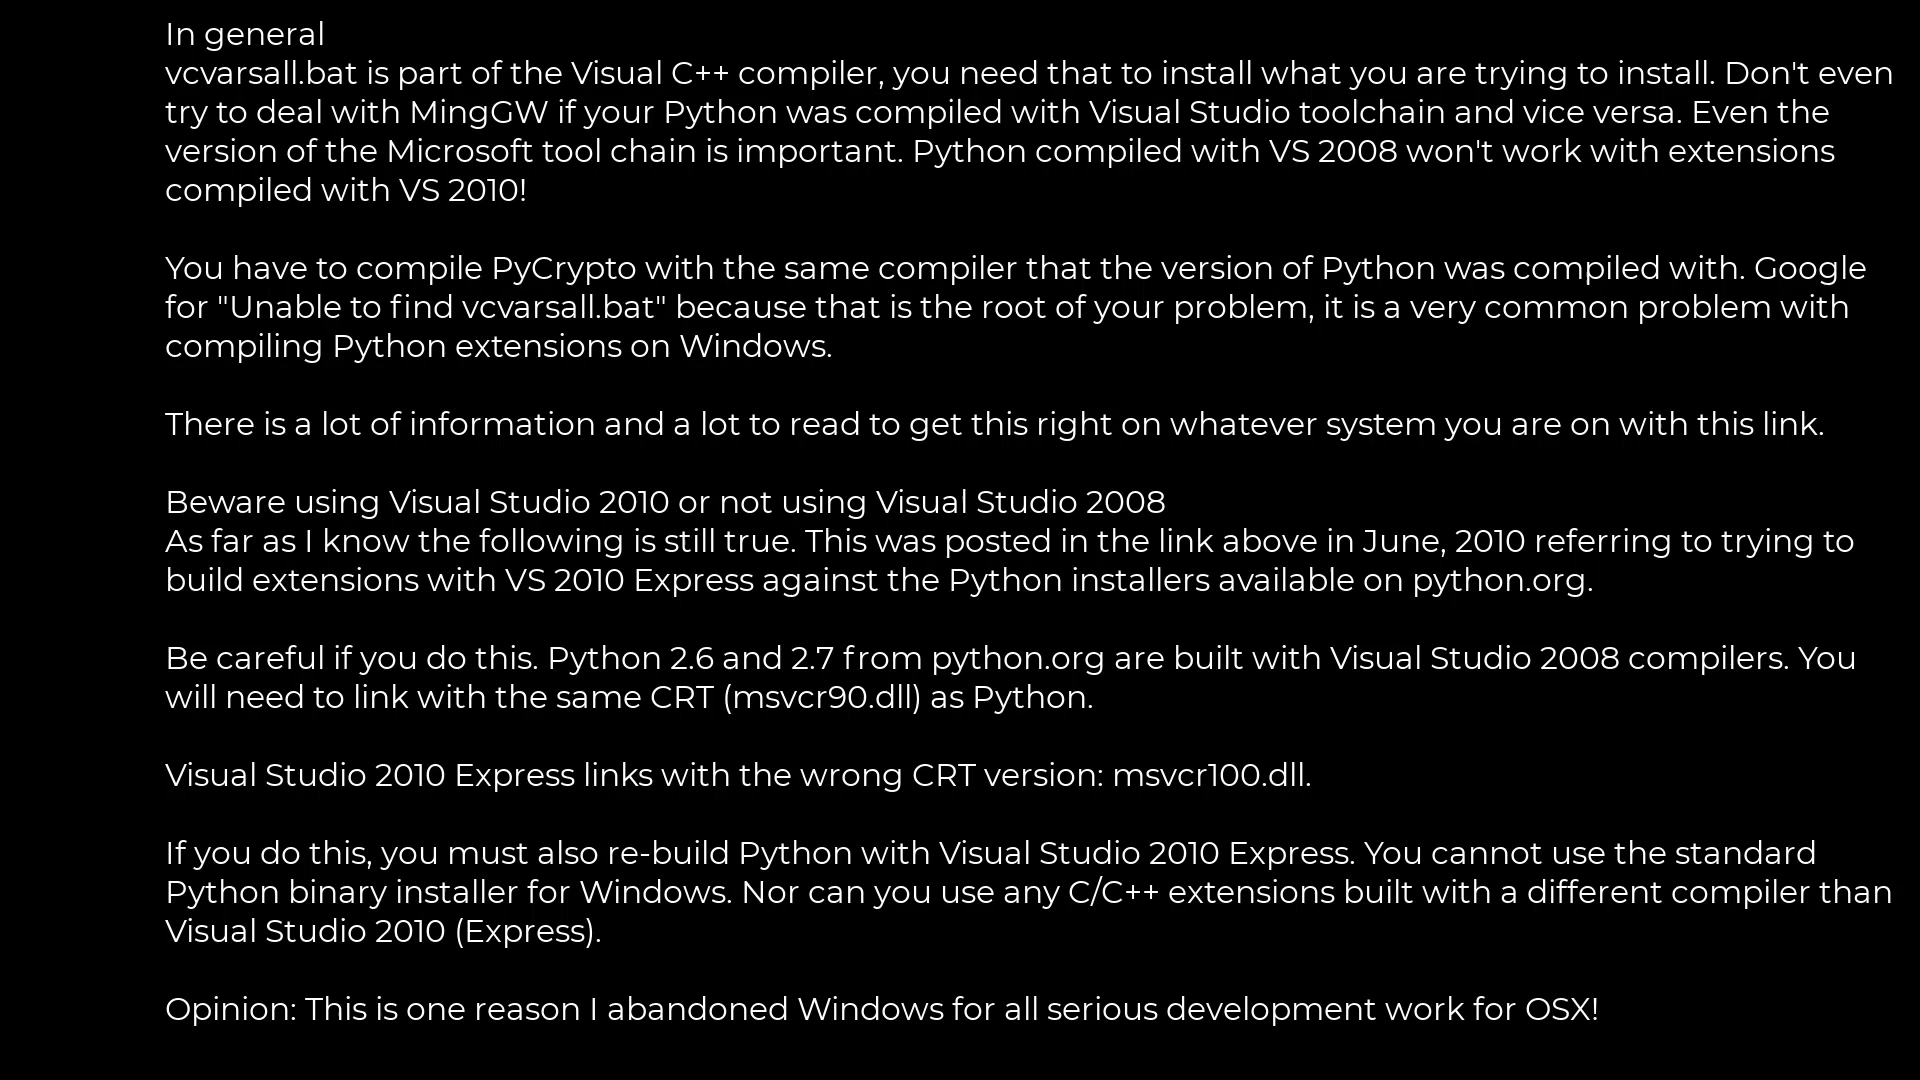 In general
vcvarsall.bat is part of the Visual C++ compiler, you need that to install what you are trying to install. Don't even
try to deal with MingGW if your Python was compiled with Visual Studio toolchain and vice versa. Even the
version of the Microsoft tool chain is important. Python compiled with VS 2008 won't work with extensions
compiled with VS 2010!
You have to compile PyCrypto with the same compiler that the version of Python was compiled with. Google
for "Unable to find vcvarsall.bat" because that is the root of your problem, it is a very common problem with
compiling Python extensions on Windows.
There is a lot of information and a lot to read to get this right on whatever system you are on with this link.
Beware using Visual Studio 2010 or not using Visual Studio 2008
As far as I know the following is still true. This was posted in the link above in June, 2010 referring to trying to
build extensions with VS 2010 Express against the Python installers available on python.org.
Be careful if you do this. Python 2.6 and 2.7 from python.org are built with Visual Studio 2008 compilers. You
will need to link with the same CRT (msvcr90.dll) as Python.
Visual Studio 2010 Express links with the wrong CRT version: msvcr100.dll.
If you do this, you must also re-build Python with Visual Studio 2010 Express. You cannot use the standard
Python binary installer for Windows. Nor can you use any C/C++ extensions built with a different compiler than
Visual Studio 2010 (Express).
Opinion: This is one reason I abandoned Windows for all serious development work for OSX!